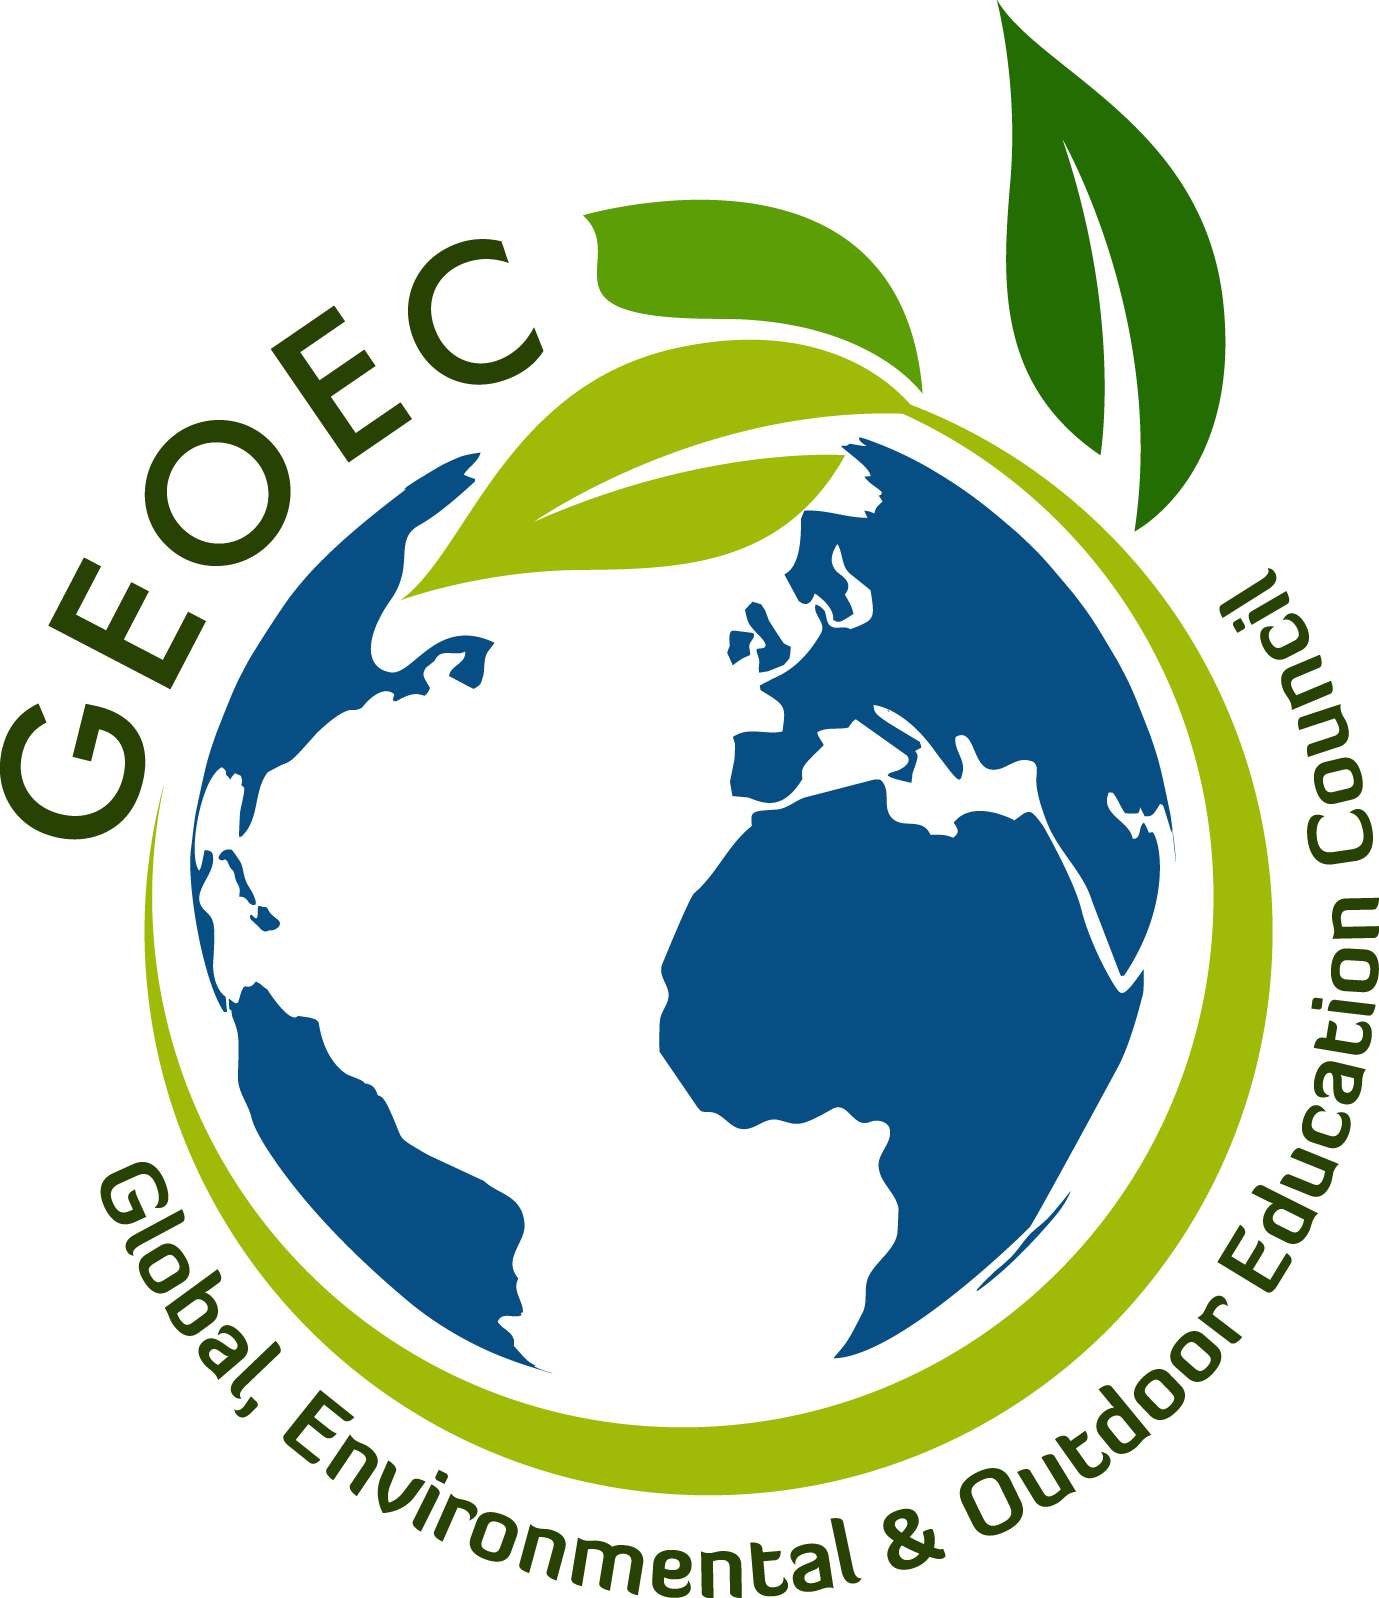 GEOEC
Global, Environmental & Outdoor Education Council